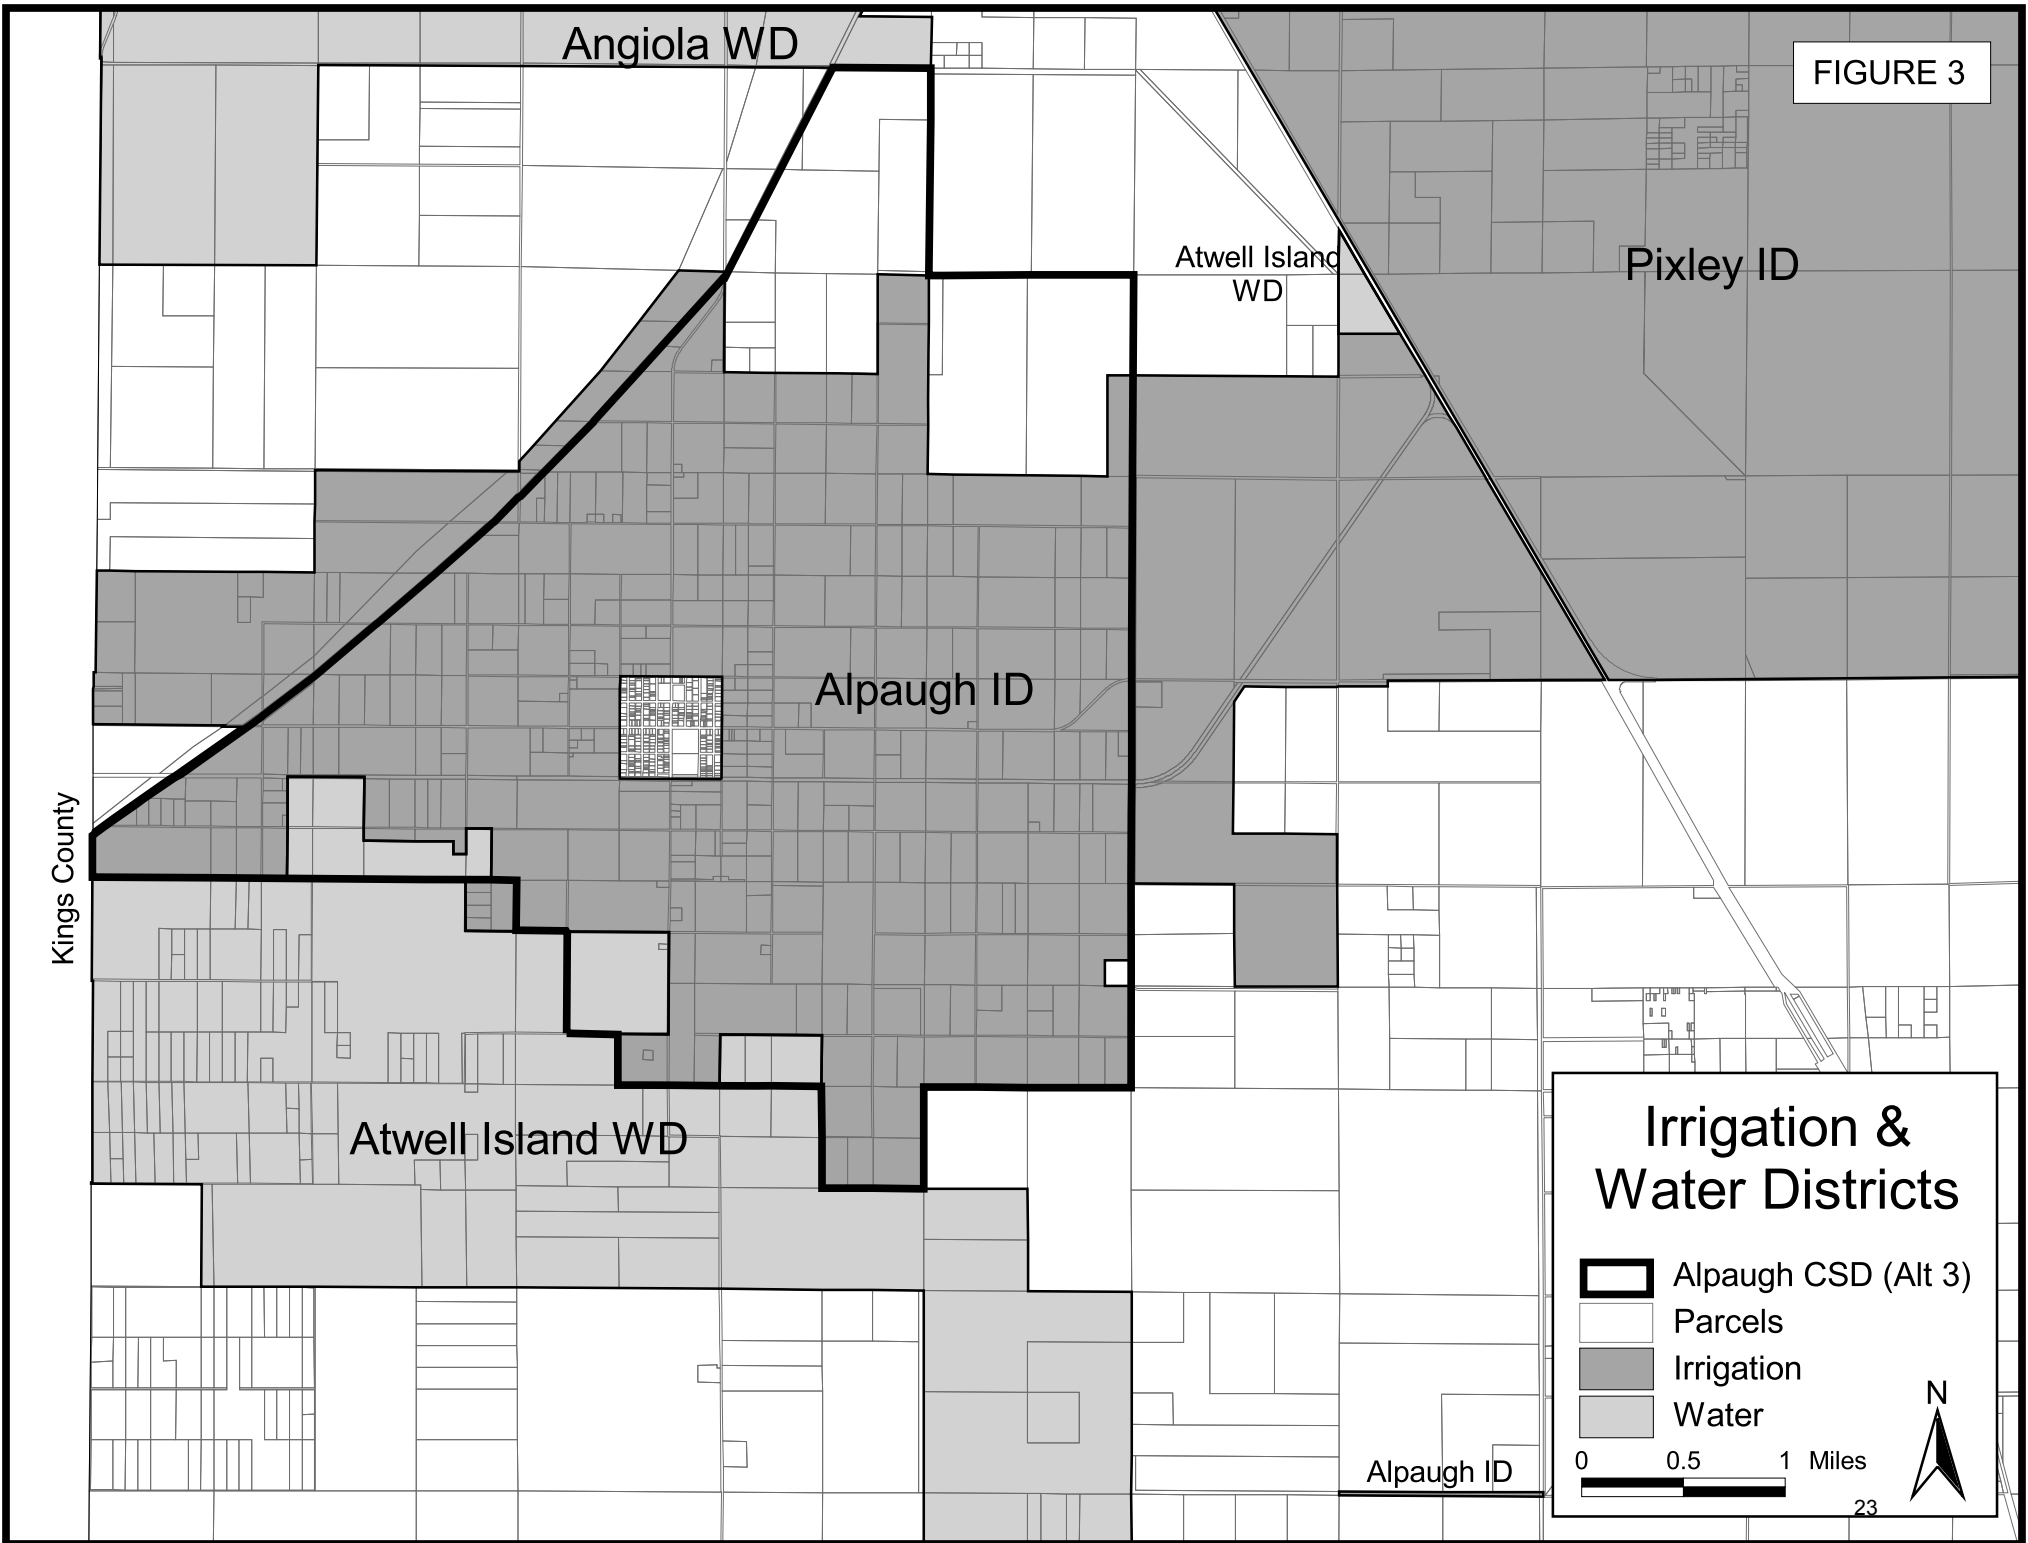 Angiola WD
FIGURE 3
Atwell Island
WD
Pixley ID
Alpaugh ID
Kings County
Atwell Island WD
Alpaugh ID
Irrigation &
Water Districts
Alpaugh CSD (Alt 3)
Parcels
Irrigation
Water
N
0 0.5 1 Miles
23